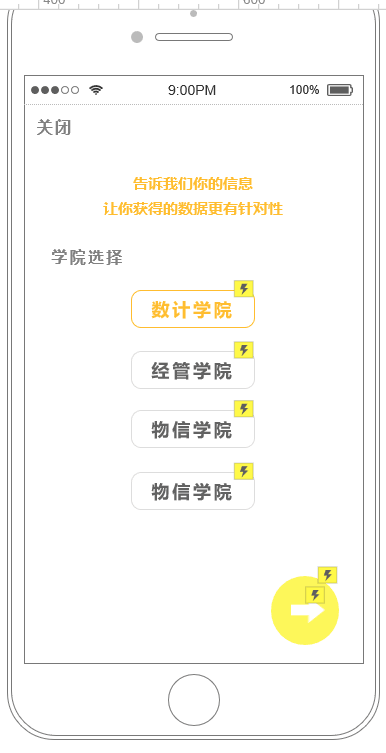 400
600
9:00PM
100%
关闭
告诉我们你的信息
让你获得的数据更有针对性
学院选择
数计学院
经管学院
物信学院
物信学院